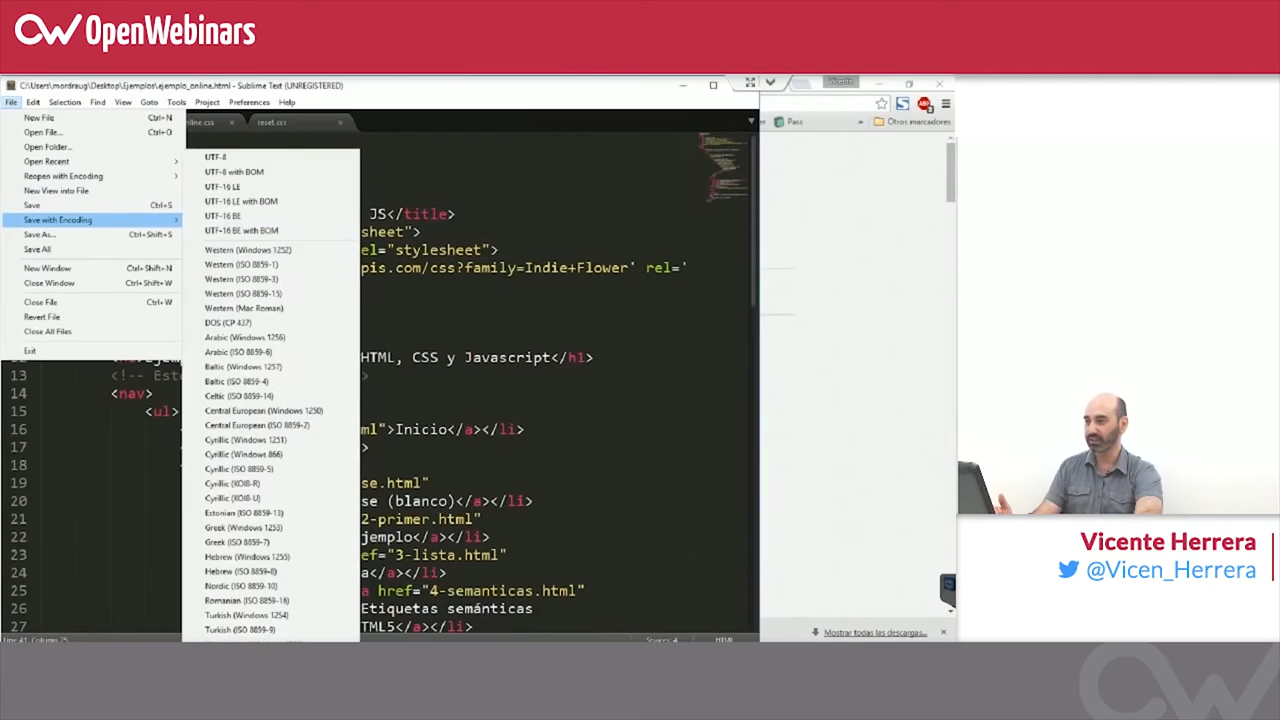 OpenWebinars
C:\Users\mordraug\Desktop\Ejemplos\ejemplo_online.html - Sublime Text (UNREGISTERED)
Vicente
File Edit Selection Find View Goto Tools Project Preferences Help
New File Ctrl+N
Open File... Ctrl+O
Open Folder...
Open Recent
Reopen with Encoding
New View into File
Save Ctrl+S
Save with Encoding
Save As... Ctrl+Shift+S
Save All
New Window Ctrl+Shift+N
Close Window Ctrl+Shift+W
Close File Ctrl+W
Revert File
Close All Files
Exit
nline.css × reset.css ×
UTF-8
UTF-8 with BOM
UTF-16 LE
UTF-16 LE with BOM
UTF-16 BE
UTF-16 BE with BOM
Western (Windows 1252)
Western (ISO 8859-1)
Western (ISO 8859-3)
Western (ISO 8859-15)
Western (Mac Roman)
DOS (CP 437)
Arabic (Windows 1256)
Arabic (ISO 8859-6)
Baltic (Windows 1257)
Baltic (ISO 8859-4)
Celtic (ISO 8859-14)
Central European (Windows 1250)
Central European (ISO 8859-2)
Cyrillic (Windows 1251)
Cyrillic (Windows 866)
Cyrillic (ISO 8859-5)
Cyrillic (KOI8-R)
Cyrillic (KOI8-U)
Estonian (ISO 8859-13)
Greek (Windows 1253)
Greek (ISO 8859-7)
Hebrew (Windows 1255)
Hebrew (ISO 8859-8)
Nordic (ISO 8859-10)
Romanian (ISO 8859-16)
Turkish (Windows 1254)
Turkish (ISO 8859-9)
JS</title>
sheet">
el="stylesheet">
pis.com/css?family=Indie+Flower' rel='
HTML, CSS y Javascript</h1>
13 <!-- Est
14 <nav>
15 <ul>
16 ml">Inicio</a></li>
17 >
18
19 se.html"
20 se (blanco)</a></li>
21 2-primer.html"
22 jemplo</a></li>
23 ef="3-lista.html"
24 a</a></li>
25 a href="4-semanticas.html"
26 Etiquetas semánticas
27 TML5</a></li>
Line 41, Column 25 Spaces: 4 HTML
Pass » Otros marcadores
Mostrar todas las descargas... ×
Vicente Herrera
@Vicen_Herrera